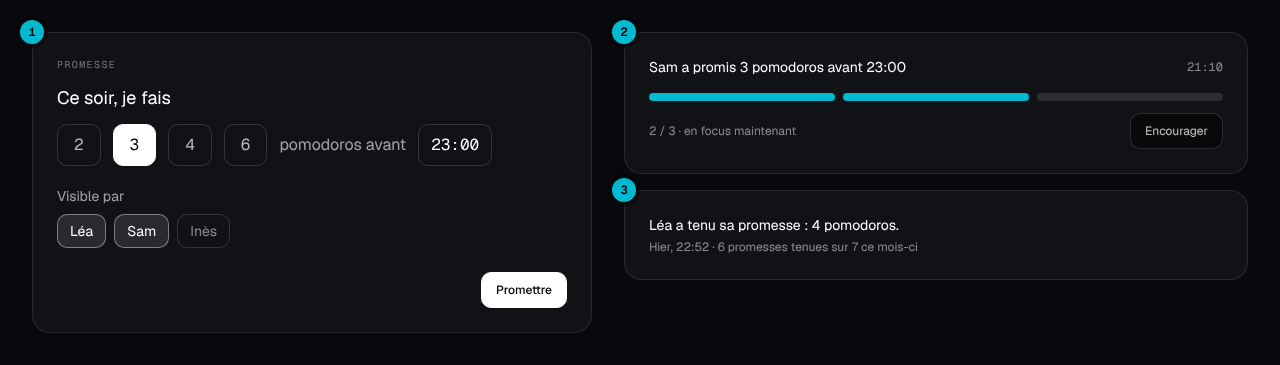 1
PROMESSE
Ce soir, je fais
2 3 4 6 pomodoros avant 23:00
Visible par
Léa Sam Inès
Promettre
2
Sam a promis 3 pomodoros avant 23:00 21:10
2 / 3 · en focus maintenant Encourager
3
Léa a tenu sa promesse : 4 pomodoros.
Hier, 22:52 · 6 promesses tenues sur 7 ce mois-ci